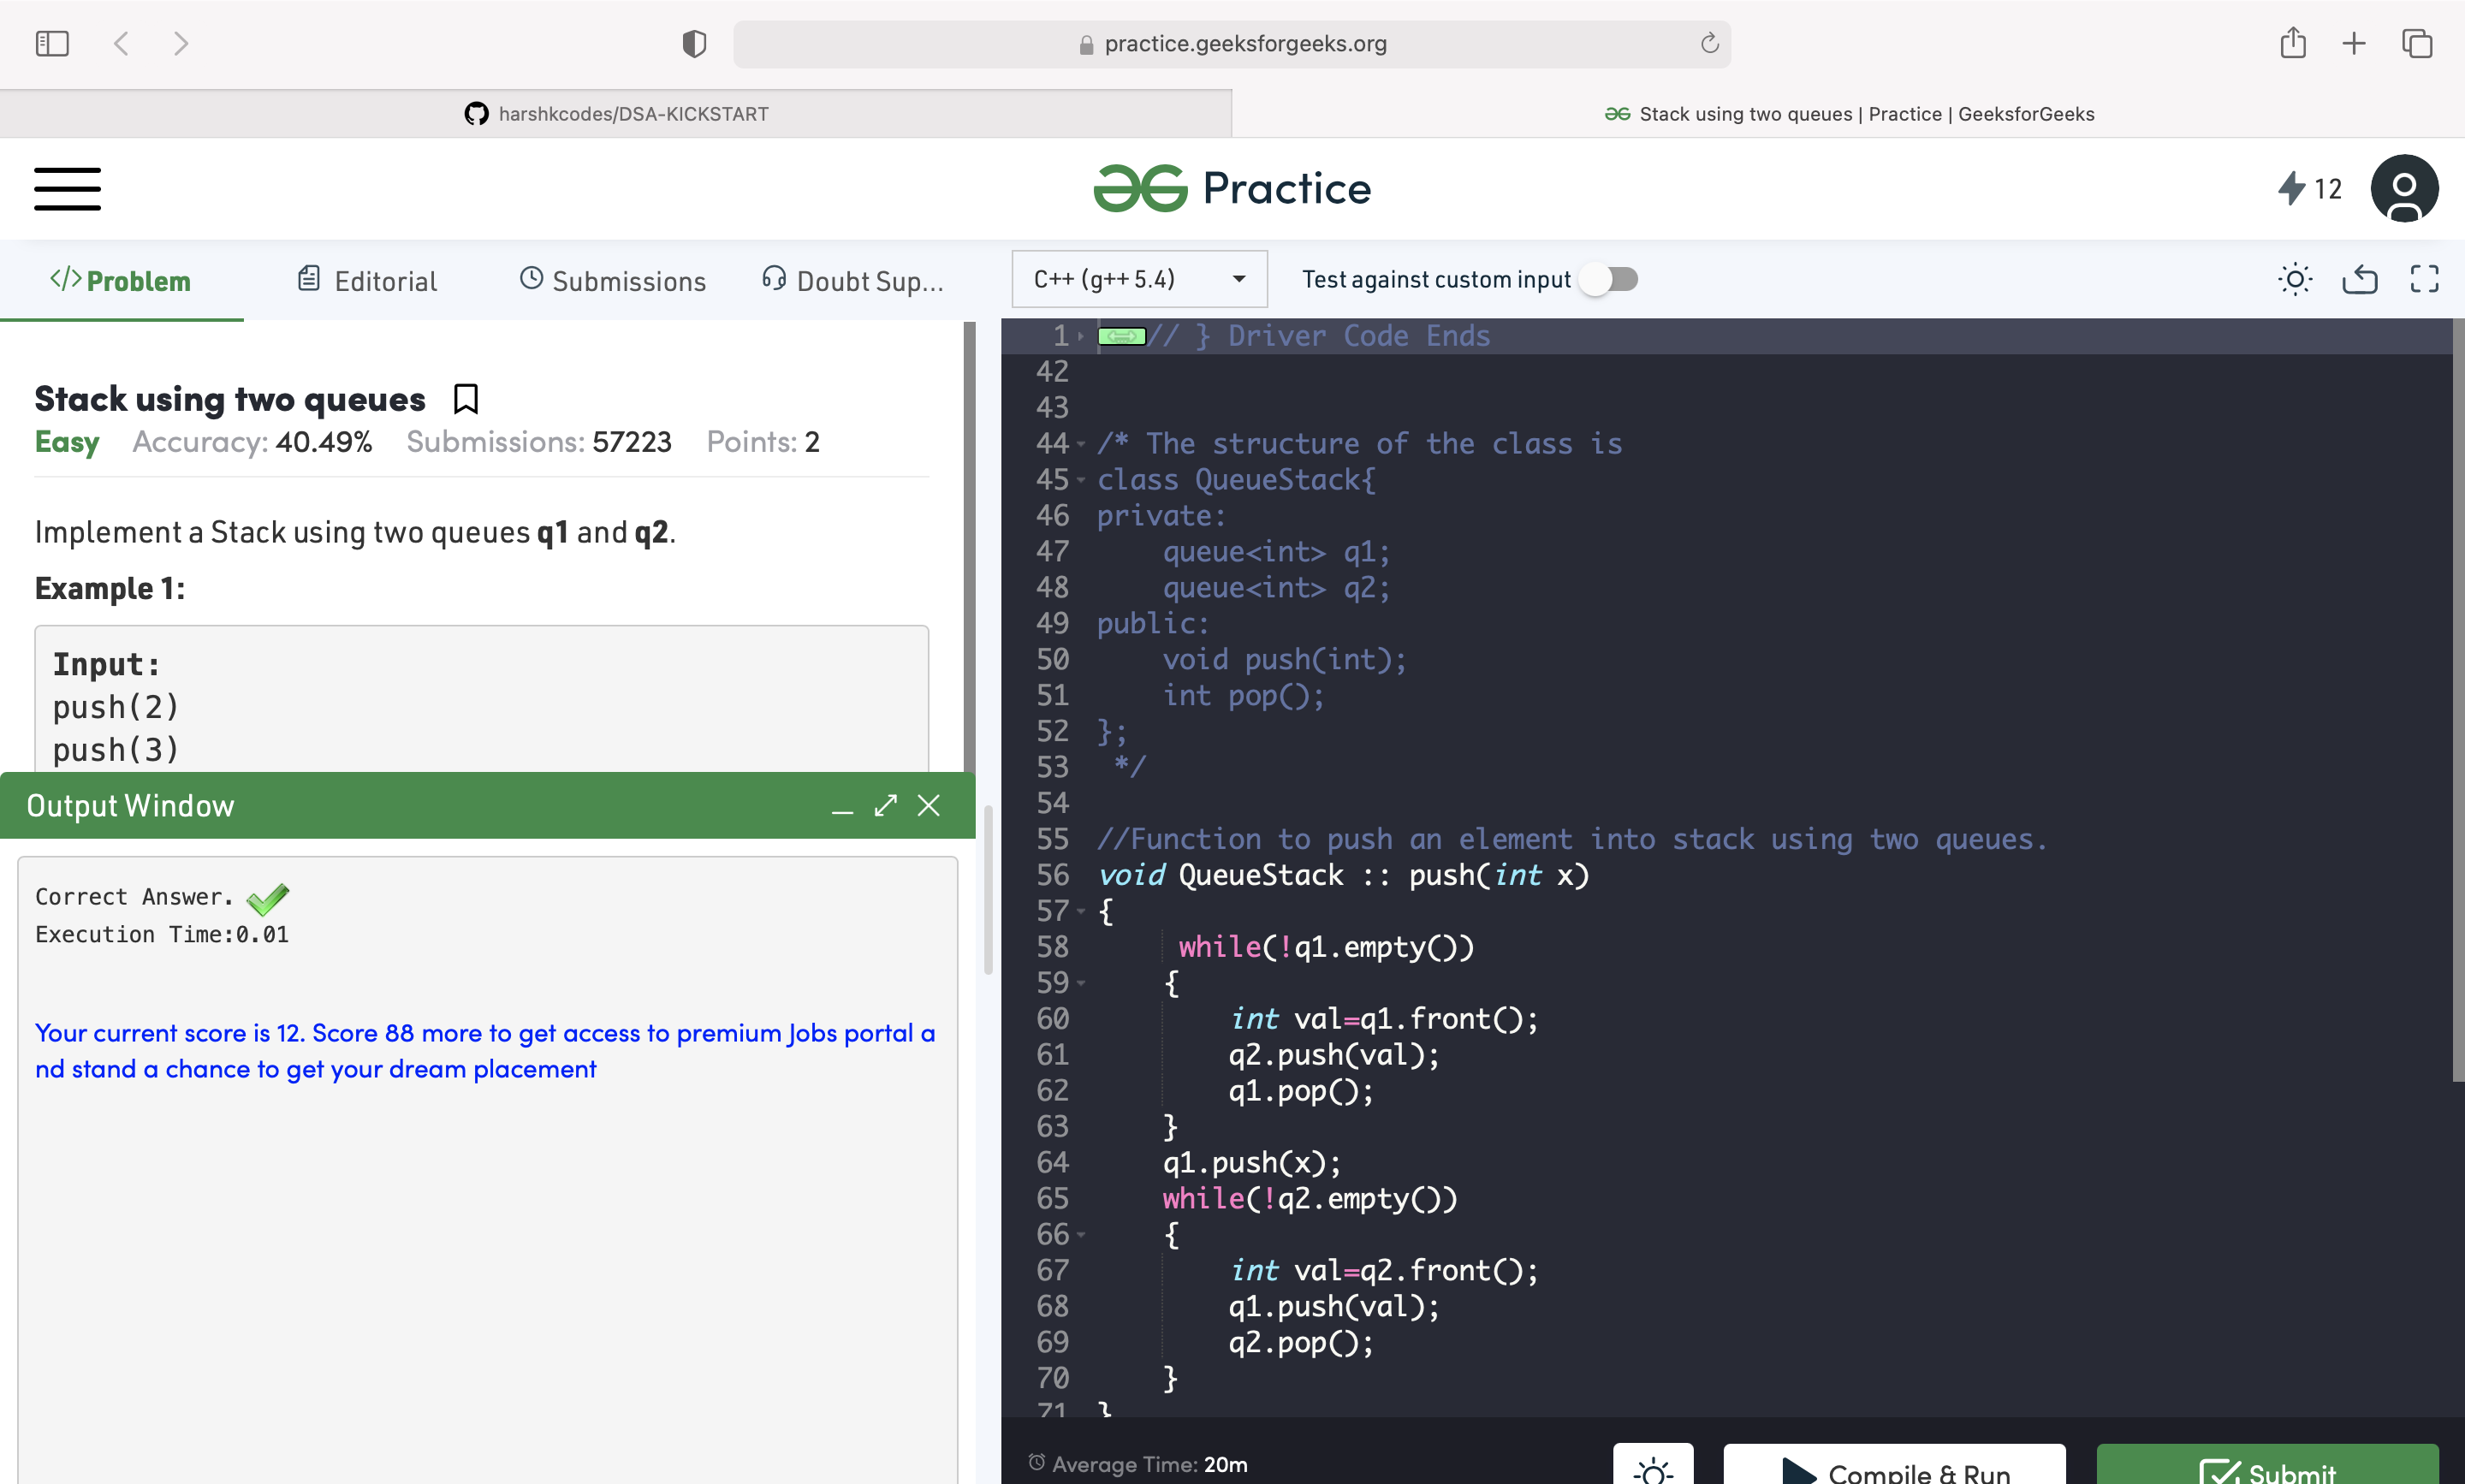 practice.geeksforgeeks.org
harshkcodes/DSA-KICKSTART
Stack using two queues | Practice | GeeksforGeeks
Practice
12
</> Problem
Editorial
Submissions
Doubt Sup...
C++ (g++ 5.4)
Test against custom input
Stack using two queues
Easy Accuracy: 40.49% Submissions: 57223 Points: 2
Implement a Stack using two queues q1 and q2.
Example 1:
Input:
push(2)
push(3)
Output Window
Correct Answer.
Execution Time:0.01
Your current score is 12. Score 88 more to get access to premium Jobs portal a
nd stand a chance to get your dream placement
1 // } Driver Code Ends
42
43
44 /* The structure of the class is
45 class QueueStack{
46 private:
47     queue<int> q1;
48     queue<int> q2;
49 public:
50     void push(int);
51     int pop();
52 };
53  */
54
55 //Function to push an element into stack using two queues.
56 void QueueStack :: push(int x)
57 {
58      while(!q1.empty())
59     {
60         int val=q1.front();
61         q2.push(val);
62         q1.pop();
63     }
64     q1.push(x);
65     while(!q2.empty())
66     {
67         int val=q2.front();
68         q1.push(val);
69         q2.pop();
70     }
71 }
Average Time: 20m
Compile & Run
Submit